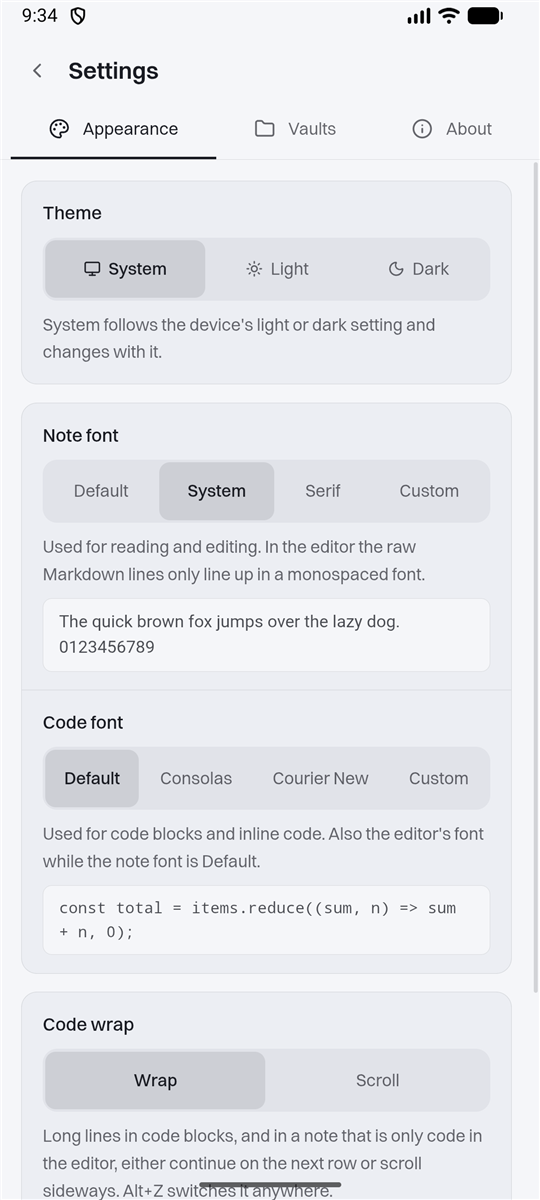 9:34
Settings
Appearance
Vaults
About
Theme
System
Light
Dark
System follows the device's light or dark setting and
changes with it.
Note font
Default
System
Serif
Custom
Used for reading and editing. In the editor the raw
Markdown lines only line up in a monospaced font.
The quick brown fox jumps over the lazy dog.
0123456789
Code font
Default
Consolas
Courier New
Custom
Used for code blocks and inline code. Also the editor's font
while the note font is Default.
const total = items.reduce((sum, n) => sum
+ n, 0);
Code wrap
Wrap
Scroll
Long lines in code blocks, and in a note that is only code in
the editor, either continue on the next row or scroll
sideways. Alt+Z switches it anywhere.